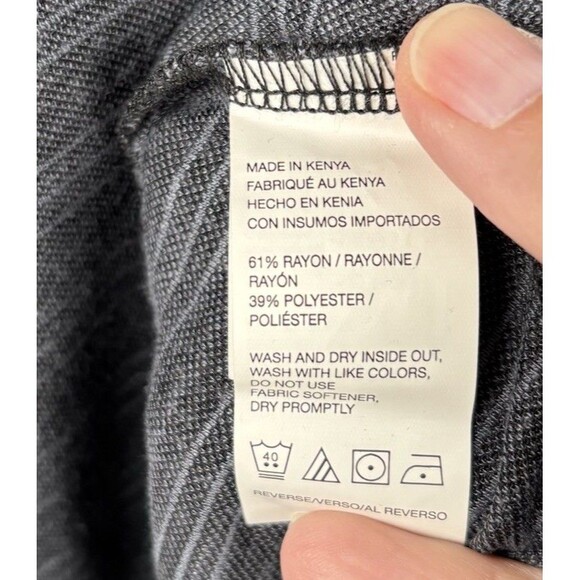 MADE IN KENYA
FABRIQUÉ AU KENYA
HECHO EN KENIA
CON INSUMOS IMPORTADOS
61% RAYON / RAYONNE /
RAYÓN
39% POLYESTER /
POLIÉSTER
WASH AND DRY INSIDE OUT,
WASH WITH LIKE COLORS,
DO NOT USE
FABRIC SOFTENER,
DRY PROMPTLY
40
REVERSE/VERSO/AL REVERSO